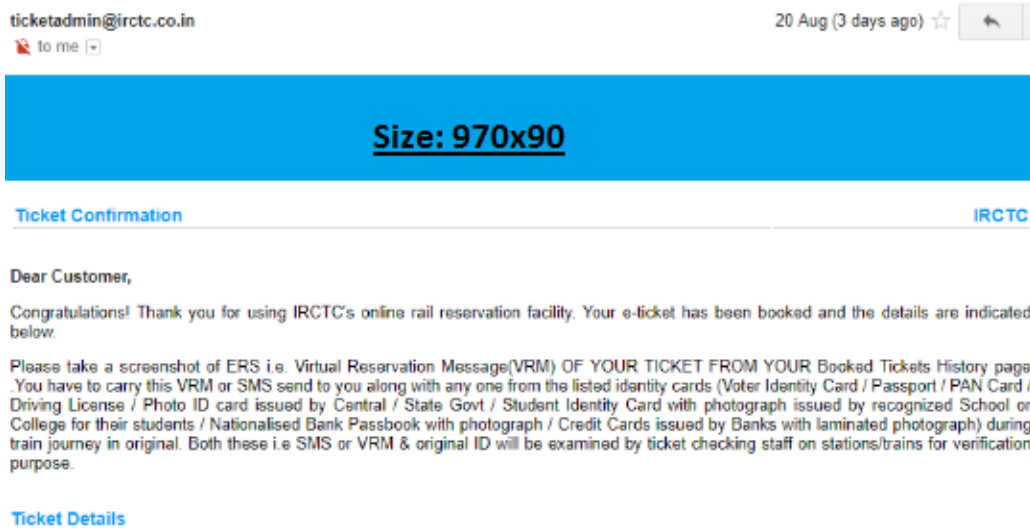 ticketadmin@irctc.co.in 20 Aug (3 days ago)
to me
Size: 970x90
Ticket Confirmation IRCTC
Dear Customer,
Congratulations! Thank you for using IRCTC's online rail reservation facility. Your e-ticket has been booked and the details are indicated
below.
Please take a screenshot of ERS i.e. Virtual Reservation Message(VRM) OF YOUR TICKET FROM YOUR Booked Tickets History page
.You have to carry this VRM or SMS send to you along with any one from the listed identity cards (Voter Identity Card / Passport / PAN Card /
Driving License / Photo ID card issued by Central / State Govt / Student Identity Card with photograph issued by recognized School or
College for their students / Nationalised Bank Passbook with photograph / Credit Cards issued by Banks with laminated photograph) during
train journey in original. Both these i.e SMS or VRM & original ID will be examined by ticket checking staff on stations/trains for verification
purpose.
Ticket Details